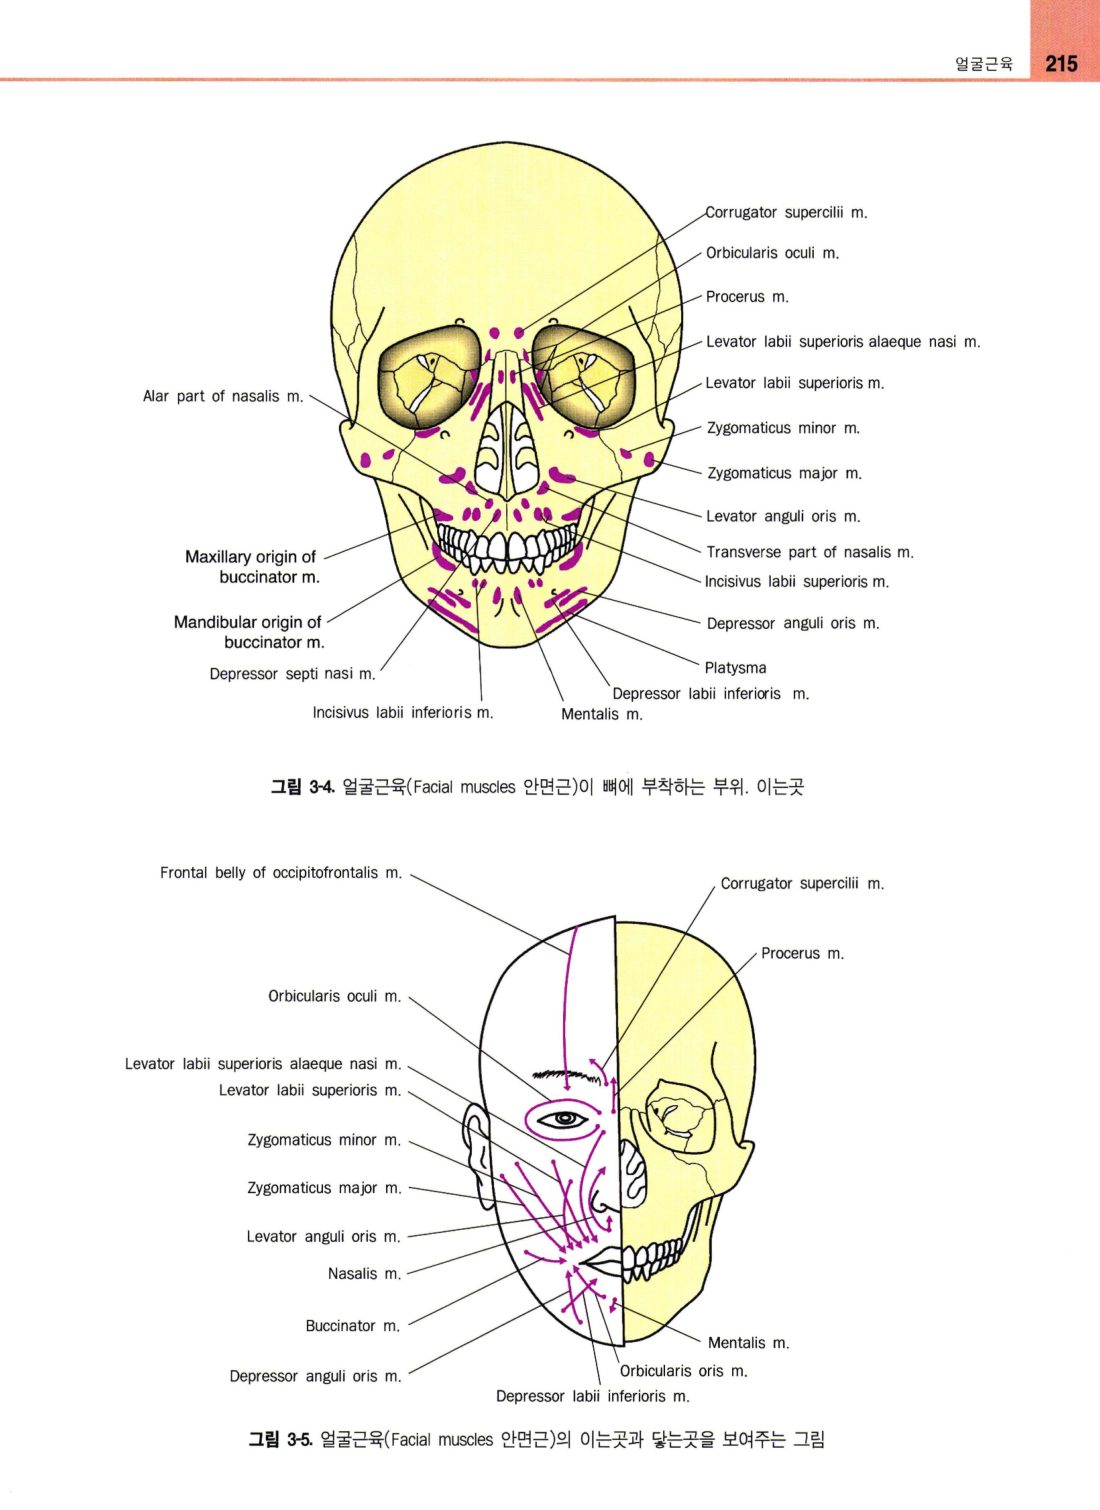 얼굴근육 215
Corrugator supercilii m.
Orbicularis oculi m.
Procerus m.
Levator labii superioris alaeque nasi m.
Levator labii superioris m.
Alar part of nasalis m.
Zygomaticus minor m.
Zygomaticus major m.
Levator anguli oris m.
Transverse part of nasalis m.
Maxillary origin of
buccinator m.
Incisivus labii superioris m.
Mandibular origin of
buccinator m.
Depressor anguli oris m.
Platysma
Depressor septi nasi m.
Depressor labii inferioris m.
Incisivus labii inferioris m.
Mentalis m.
그림 3-4. 얼굴근육(Facial muscles 안면근)이 뼈에 부착하는 부위. 이는곳
Frontal belly of occipitofrontalis m.
Corrugator supercilii m.
Procerus m.
Orbicularis oculi m.
Levator labii superioris alaeque nasi m.
Levator labii superioris m.
Zygomaticus minor m.
Zygomaticus major m.
Levator anguli oris m.
Nasalis m.
Buccinator m.
Mentalis m.
Depressor anguli oris m.
Orbicularis oris m.
Depressor labii inferioris m.
그림 3-5. 얼굴근육(Facial muscles 안면근)의 이는곳과 닿는곳을 보여주는 그림